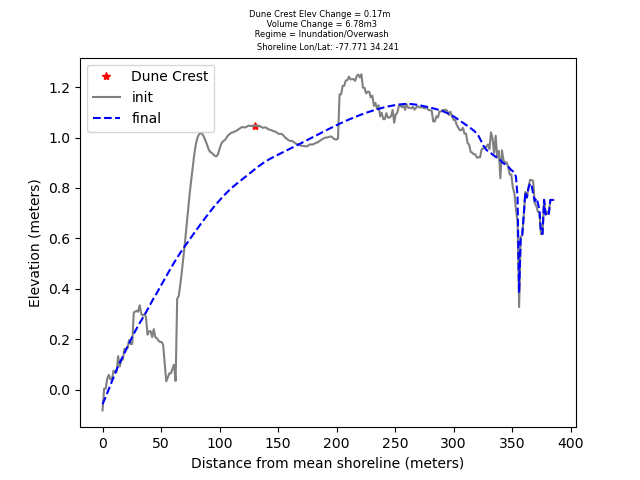 Dune Crest Elev Change = 0.17m
Volume Change = 6.78m3
Regime = Inundation/Overwash
Shoreline Lon/Lat: -77.771 34.241
Dune Crest
init
final
1.2
1.0
0.8
0.6
0.4
0.2
0.0
Elevation (meters)
0 50 100 150 200 250 300 350 400
Distance from mean shoreline (meters)